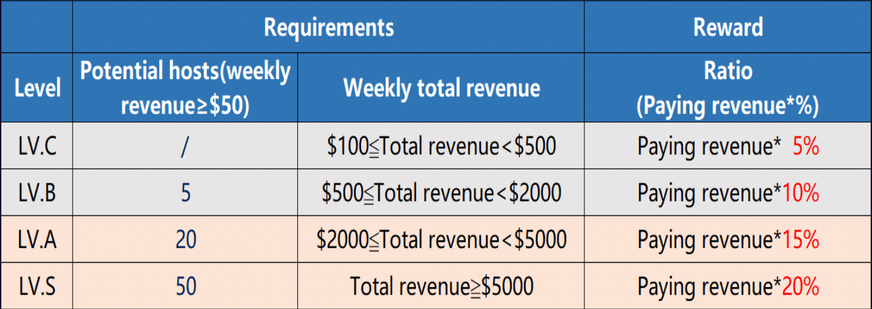 Requirements Reward
Level Potential hosts(weekly revenue≥$50) Weekly total revenue Ratio (Paying revenue*%)
LV.C / $100≦Total revenue<$500 Paying revenue* 5%
LV.B 5 $500≦Total revenue<$2000 Paying revenue*10%
LV.A 20 $2000≦Total revenue<$5000 Paying revenue*15%
LV.S 50 Total revenue≧$5000 Paying revenue*20%